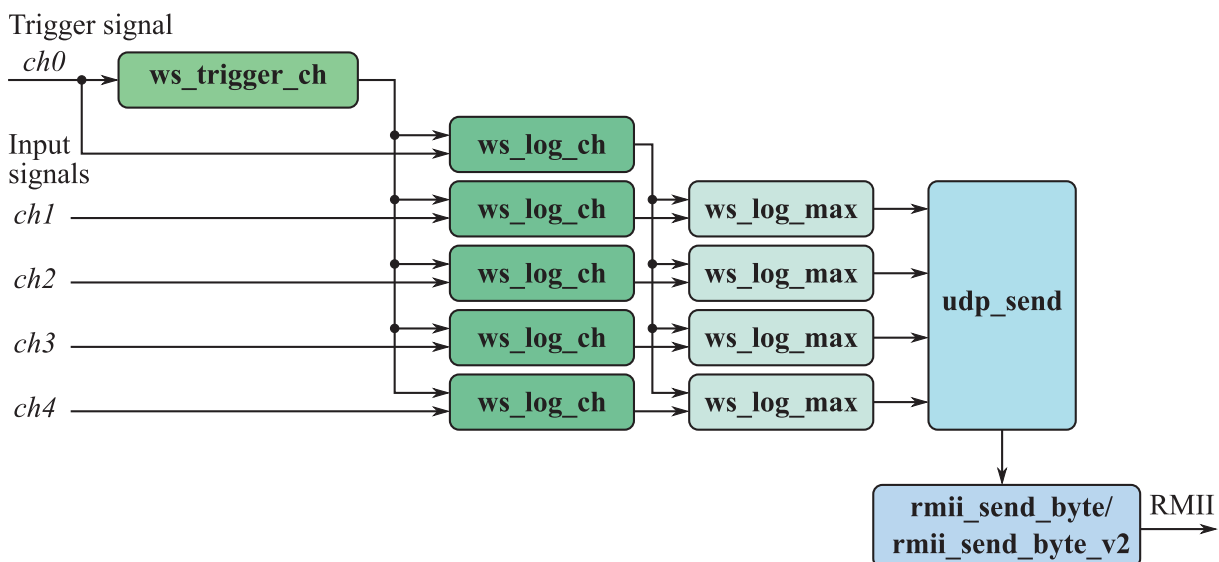 Trigger signal
ch0
ws_trigger_ch
Input
signals
ws_log_ch
ch1
ws_log_ch
ws_log_max
ch2
ws_log_ch
ws_log_max
udp_send
ch3
ws_log_ch
ws_log_max
ch4
ws_log_ch
ws_log_max
rmii_send_byte/
rmii_send_byte_v2
RMII